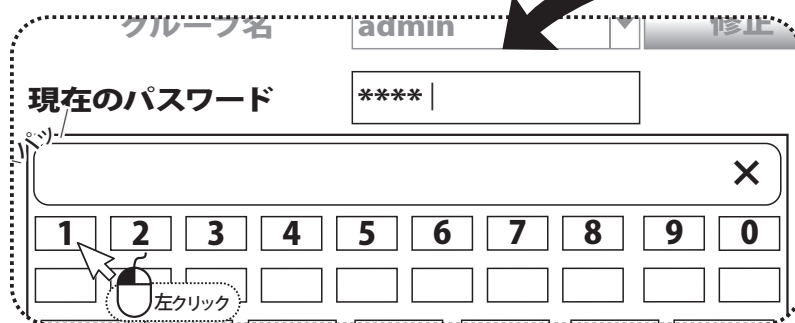 グループ名 admin ▼ 修正
現在のパスワード ****
パッ
×
1 2 3 4 5 6 7 8 9 0
左クリック